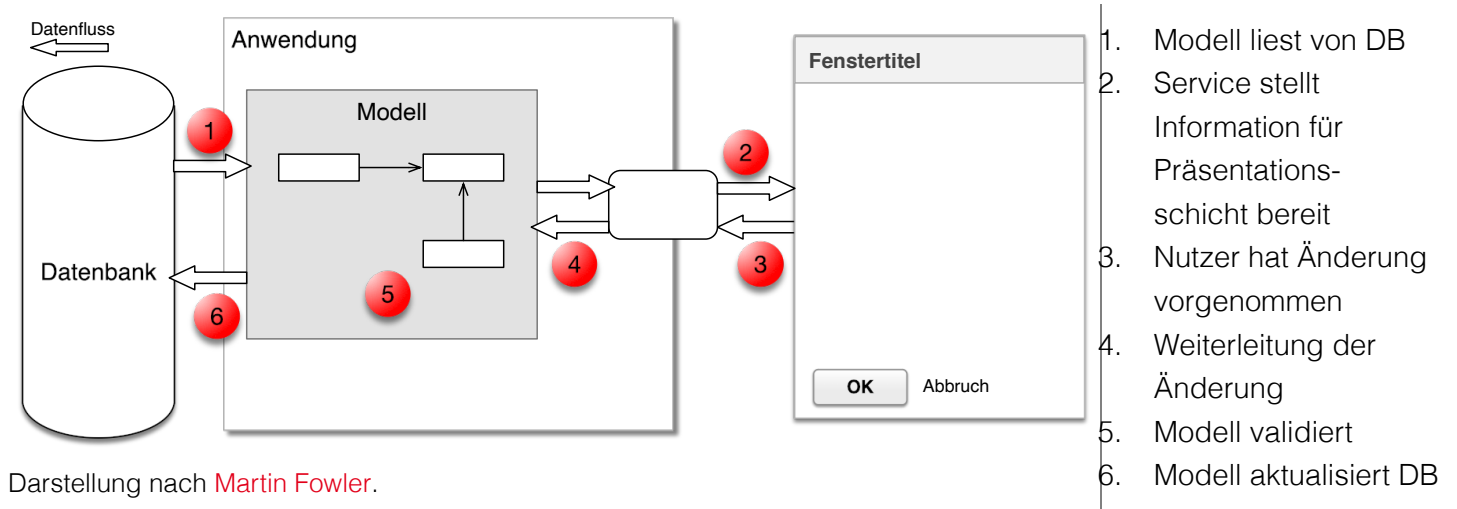 Datenfluss
Anwendung
Modell
Datenbank
1
2
3
4
5
6
Fenstertitel
OK
Abbruch
1. Modell liest von DB
2. Service stellt
Information für
Präsentations-
schicht bereit
3. Nutzer hat Änderung
vorgenommen
4. Weiterleitung der
Änderung
5. Modell validiert
6. Modell aktualisiert DB
Darstellung nach Martin Fowler.